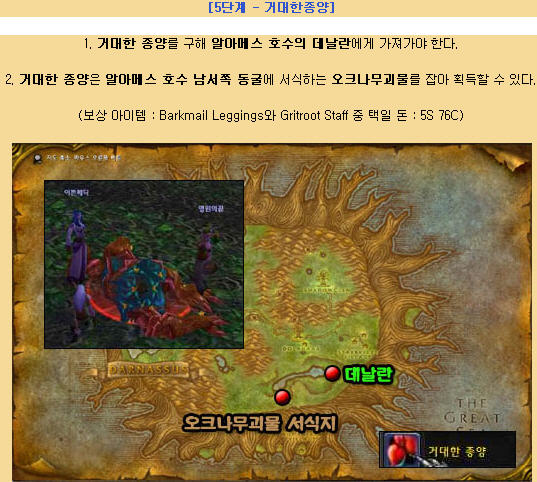 [5단계 - 거대한종양]
1. 거대한 종양를 구해 알아메스 호수의 데날란에게 가져가야 한다.
2. 거대한 종양은 알아메스 호수 남서쪽 동굴에 서식하는 오크나무괴물를 잡아 획득할 수 있다.
(보상 아이템 : Barkmail Leggings와 Gritroot Staff 중 택일 돈 : 5S 76C)
DARNASSUS
데날란
오크나무괴물 서식지
THE
GREAT
거대한 종양